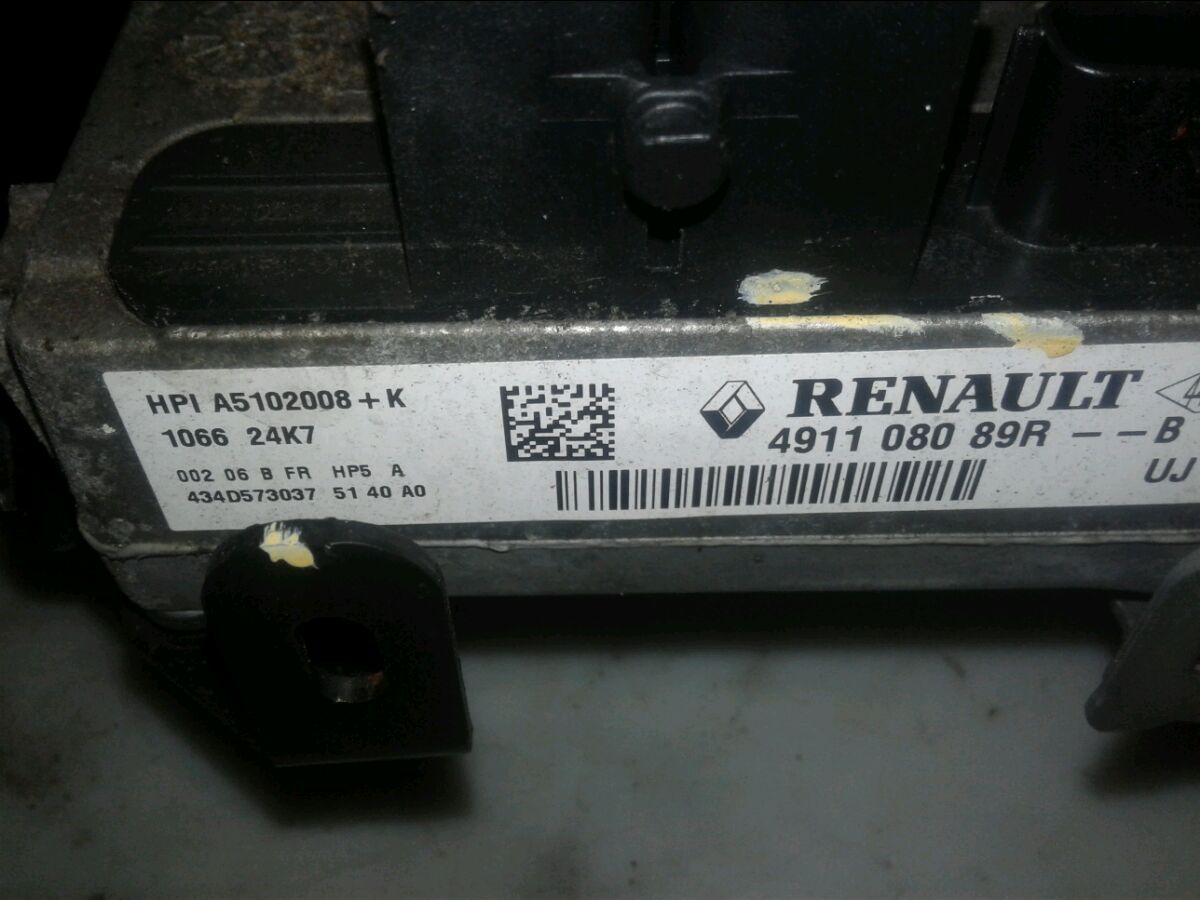 HPI A5102008+K
1066 24K7
002 06 B FR HP5 A
434D573037 51 40 A0
RENAULT
4911 080 89R --B
UJ